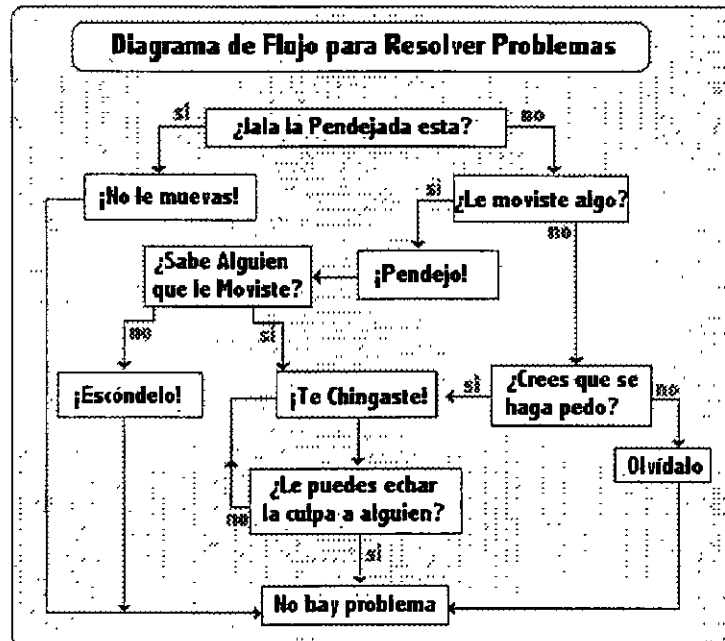 Diagrama de Flujo para Resolver Problemas
sí
no
¿Jala la Pendejada esta?
¡No le muevas!
sí
¿Le moviste algo?
no
¿Sabe Alguien
que le Moviste?
¡Pendejo!
no
sí
¡Escóndelo!
¡Te Chingaste!
sí
¿Crees que se
haga pedo?
no
Olvídalo
¿Le puedes echar
la culpa a alguien?
no
sí
No hay problema